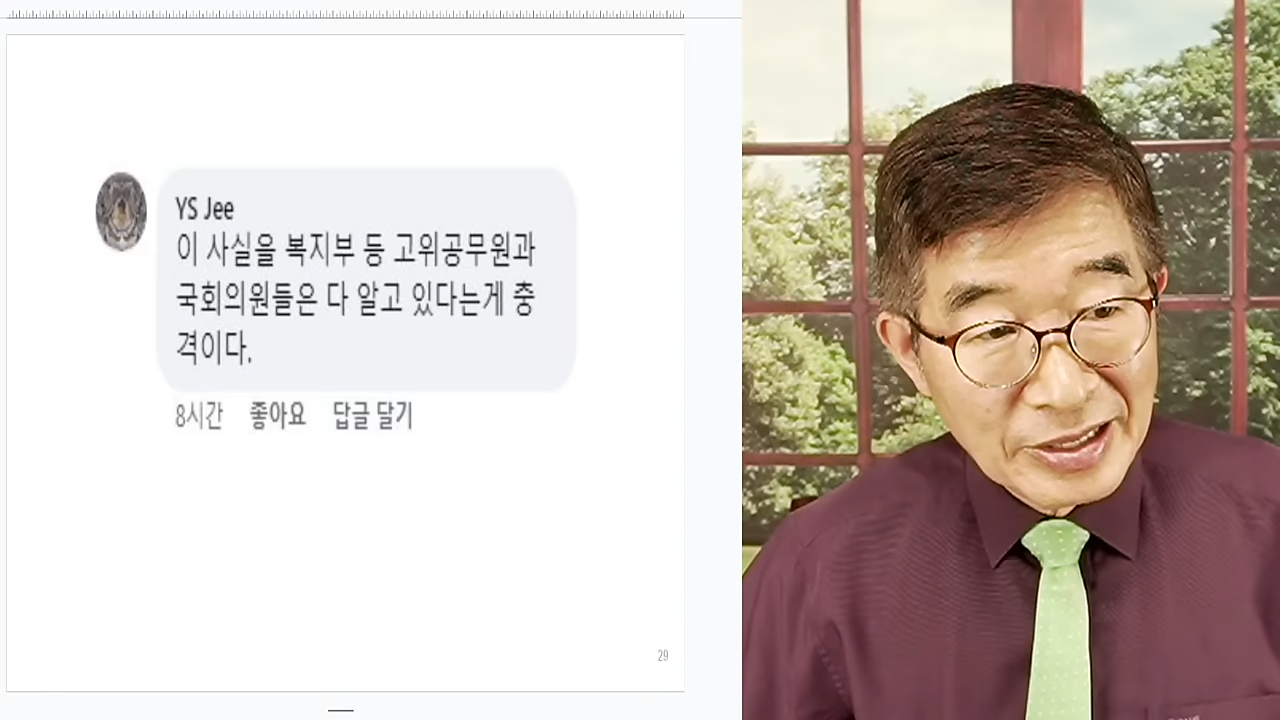 YS Jee
이 사실을 복지부 등 고위공무원과
국회의원들은 다 알고 있다는게 충
격이다.
8시간 좋아요 답글 달기
29